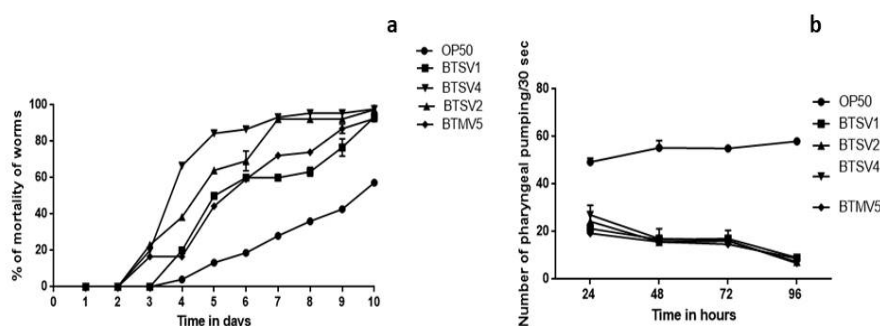 a
OP50
BTSV1
BTSV4
BTSV2
BTMV5
% of mortality of worms
100
80
60
40
20
0
0 1 2 3 4 5 6 7 8 9 10
Time in days
b
OP50
BTSV1
BTSV2
BTSV4
BTMV5
Number of pharyngeal pumping/30 sec
80
60
40
20
0
24 48 72 96
Time in hours